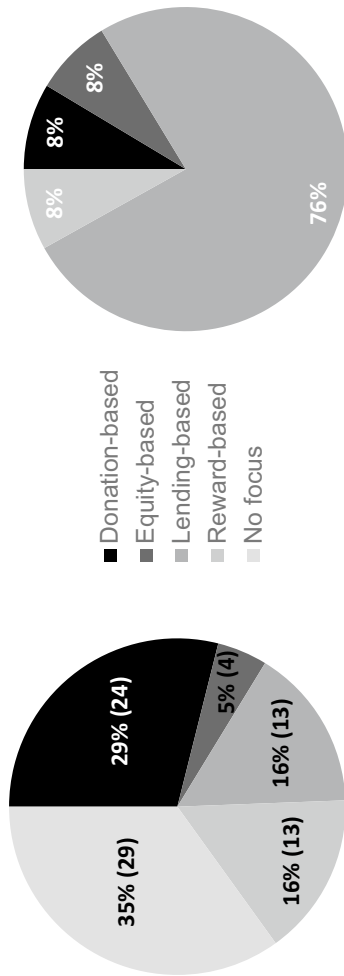 29% (24)
5% (4)
16% (13)
16% (13)
35% (29)
Donation-based
Equity-based
Lending-based
Reward-based
No focus
8%
8%
76%
8%